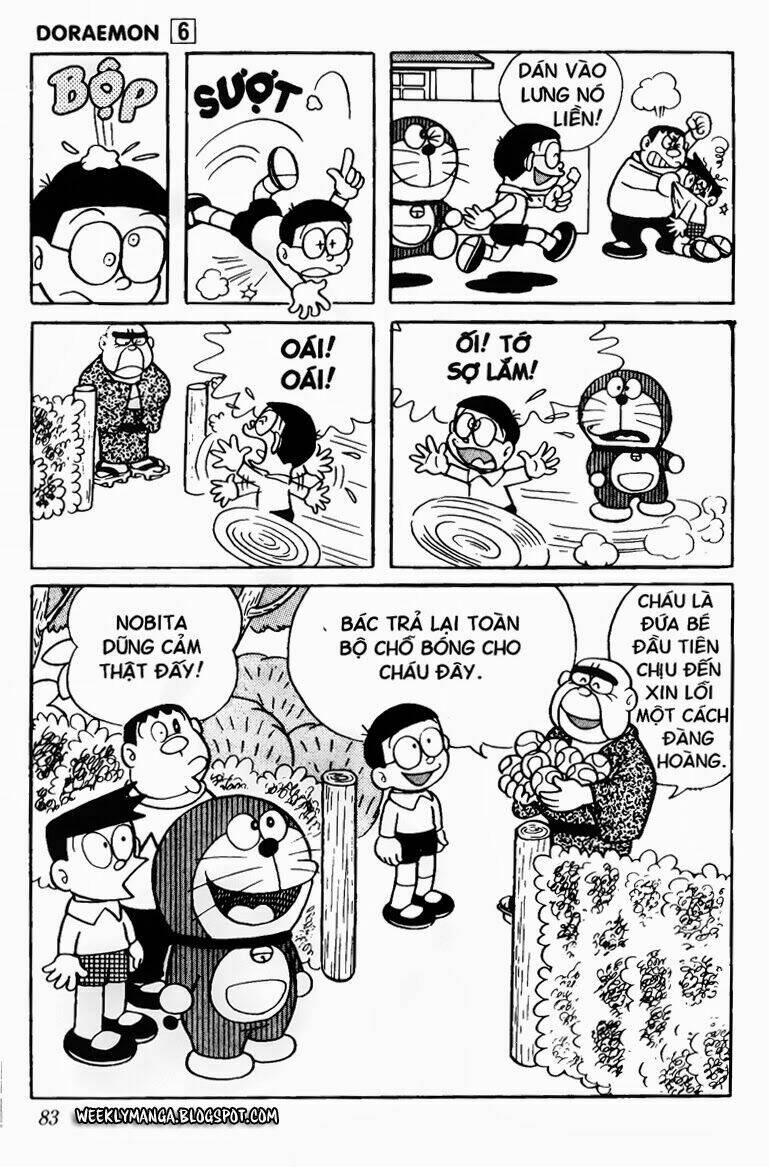 DORAEMON 6
BỘP
SƯỢT
DÁN VÀO
LƯNG NÓ
LIỀN!
OÁI!
OÁI!
ỐI! TỚ
SỢ LẮM!
NOBITA
DŨNG CẢM
THẬT ĐẤY!
BÁC TRẢ LẠI TOÀN
BỘ CHỖ BÓNG CHO
CHÁU ĐÂY.
CHÁU LÀ
ĐỨA BÉ
ĐẦU TIÊN
CHỊU ĐẾN
XIN LỖI
MỘT CÁCH
ĐÀNG
HOÀNG.
83 WEEKLYMANGA.BLOGSPOT.COM